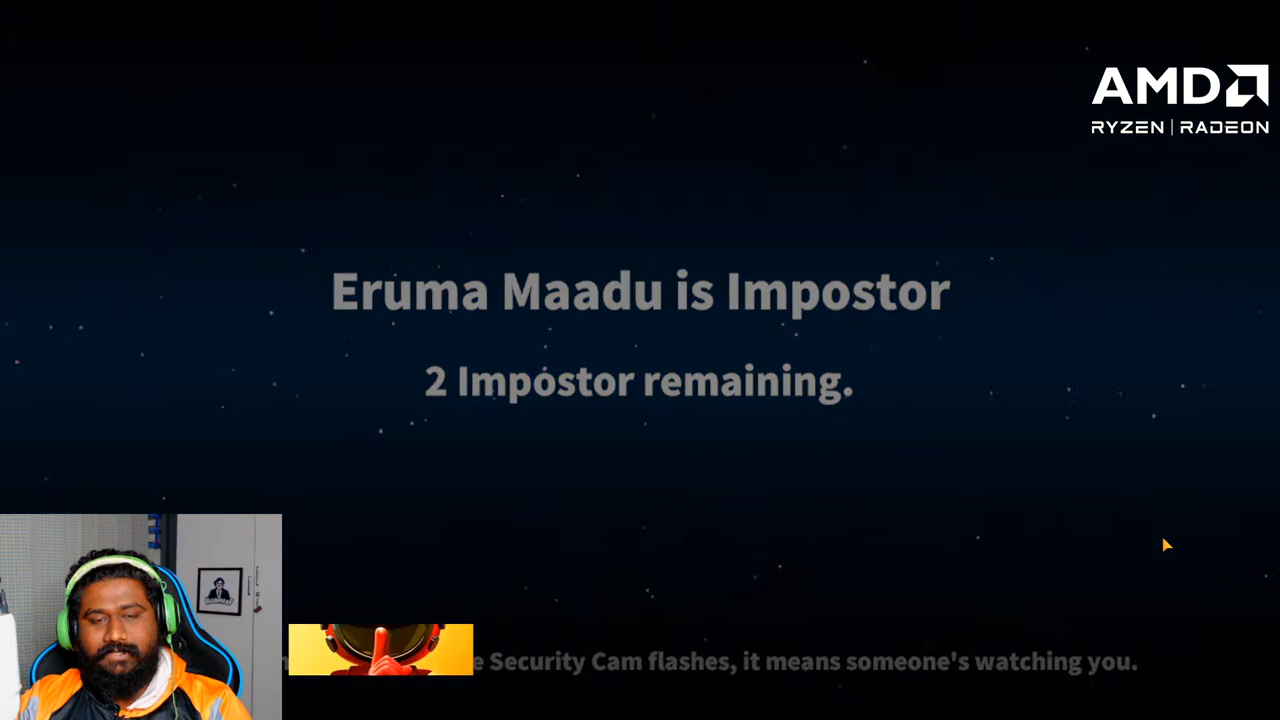 AMD
RYZEN | RADEON
Eruma Maadu is Impostor
2 Impostor remaining.
Security Cam flashes, it means someone's watching you.